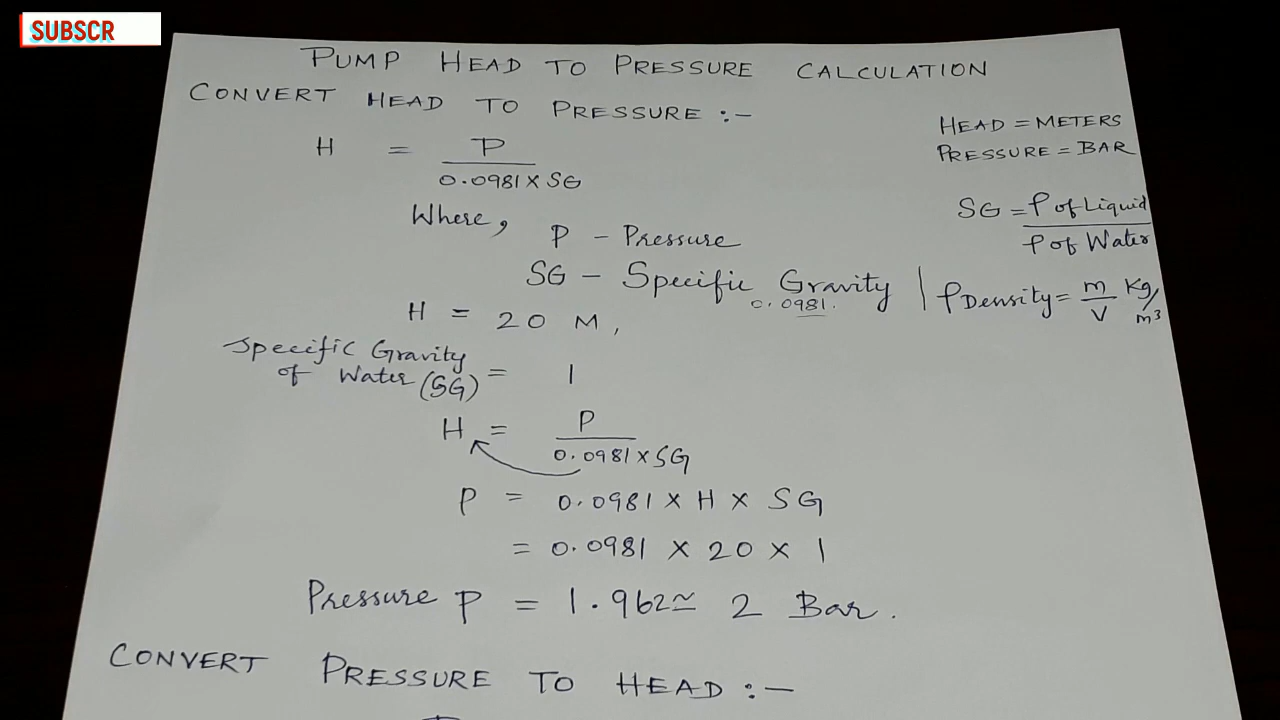 SUBSCR
PUMP HEAD TO PRESSURE CALCULATION
CONVERT HEAD TO PRESSURE :-
HEAD = METERS
PRESSURE = BAR
H = P
0.0981 X SG
Where, P - Pressure
SG = ρ of Liquid
ρ of Water
SG - Specific Gravity | ρ Density = m/V Kg/m³
0.0981.
H = 20 M,
Specific Gravity
of Water (SG) = 1
H = P
0.0981 X SG
P = 0.0981 X H X SG
= 0.0981 X 20 X 1
Pressure P = 1.962 ≃ 2 Bar.
CONVERT PRESSURE TO HEAD :-